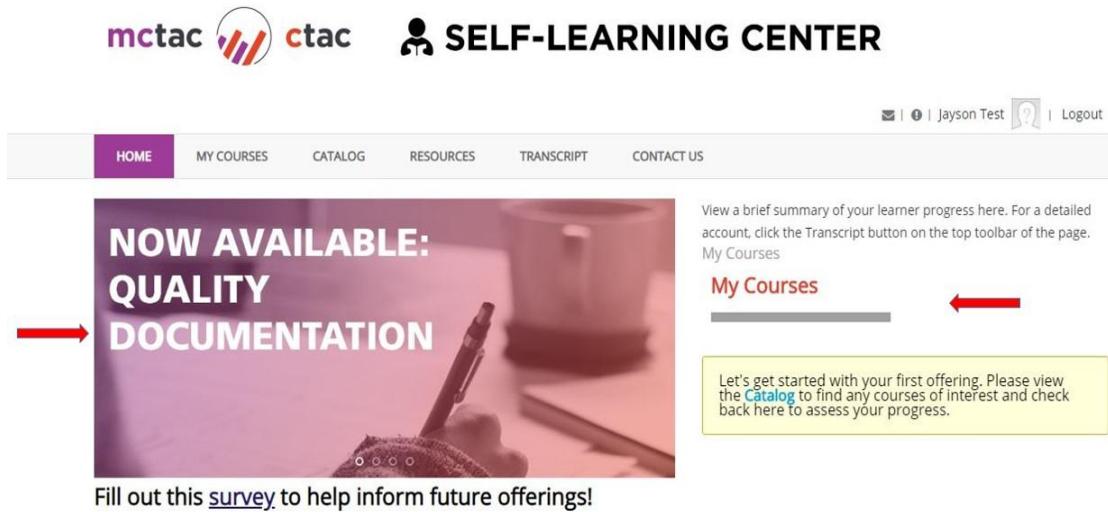 mctac ctac SELF-LEARNING CENTER
| | Jayson Test | Logout
HOME MY COURSES CATALOG RESOURCES TRANSCRIPT CONTACT US
NOW AVAILABLE:
QUALITY
DOCUMENTATION
View a brief summary of your learner progress here. For a detailed
account, click the Transcript button on the top toolbar of the page.
My Courses
My Courses
Let's get started with your first offering. Please view
the Catalog to find any courses of interest and check
back here to assess your progress.
Fill out this survey to help inform future offerings!